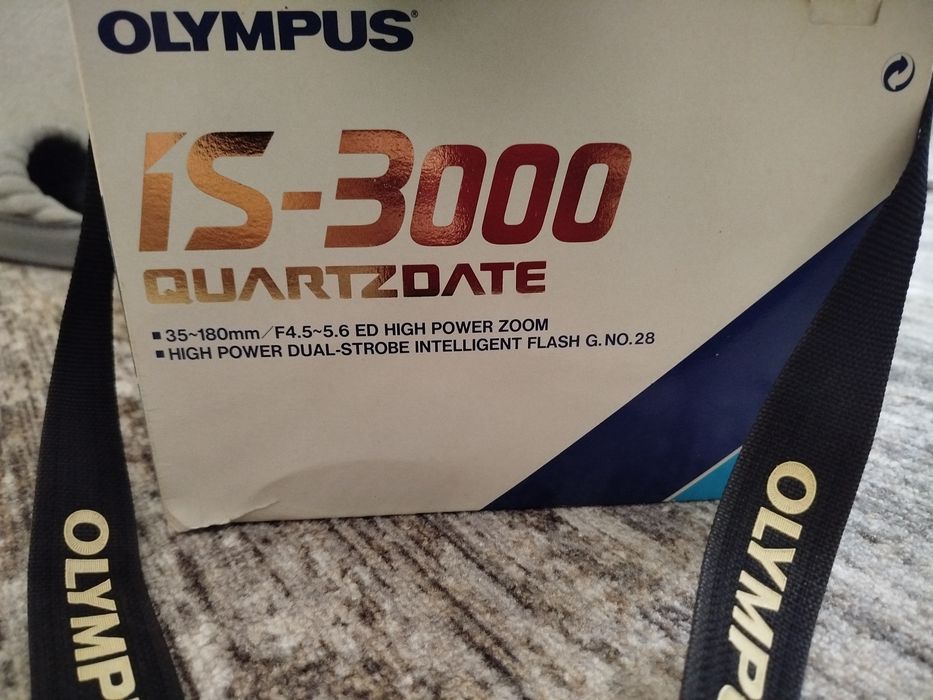 OLYMPUS®
iS-3000
QUARTZDATE
▪ 35~180mm/F4.5~5.6 ED HIGH POWER ZOOM
▪ HIGH POWER DUAL-STROBE INTELLIGENT FLASH G.NO.28
OLYMP
OLYMPU